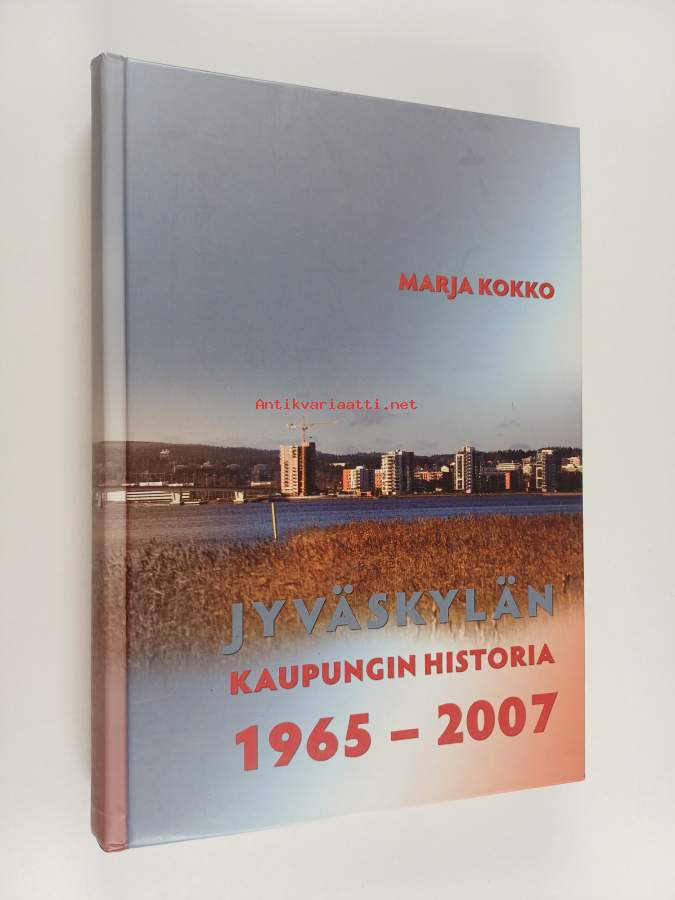 MARJA KOKKO
Antikvariaatti.net
JYVÄSKYLÄN
KAUPUNGIN HISTORIA
1965 – 2007